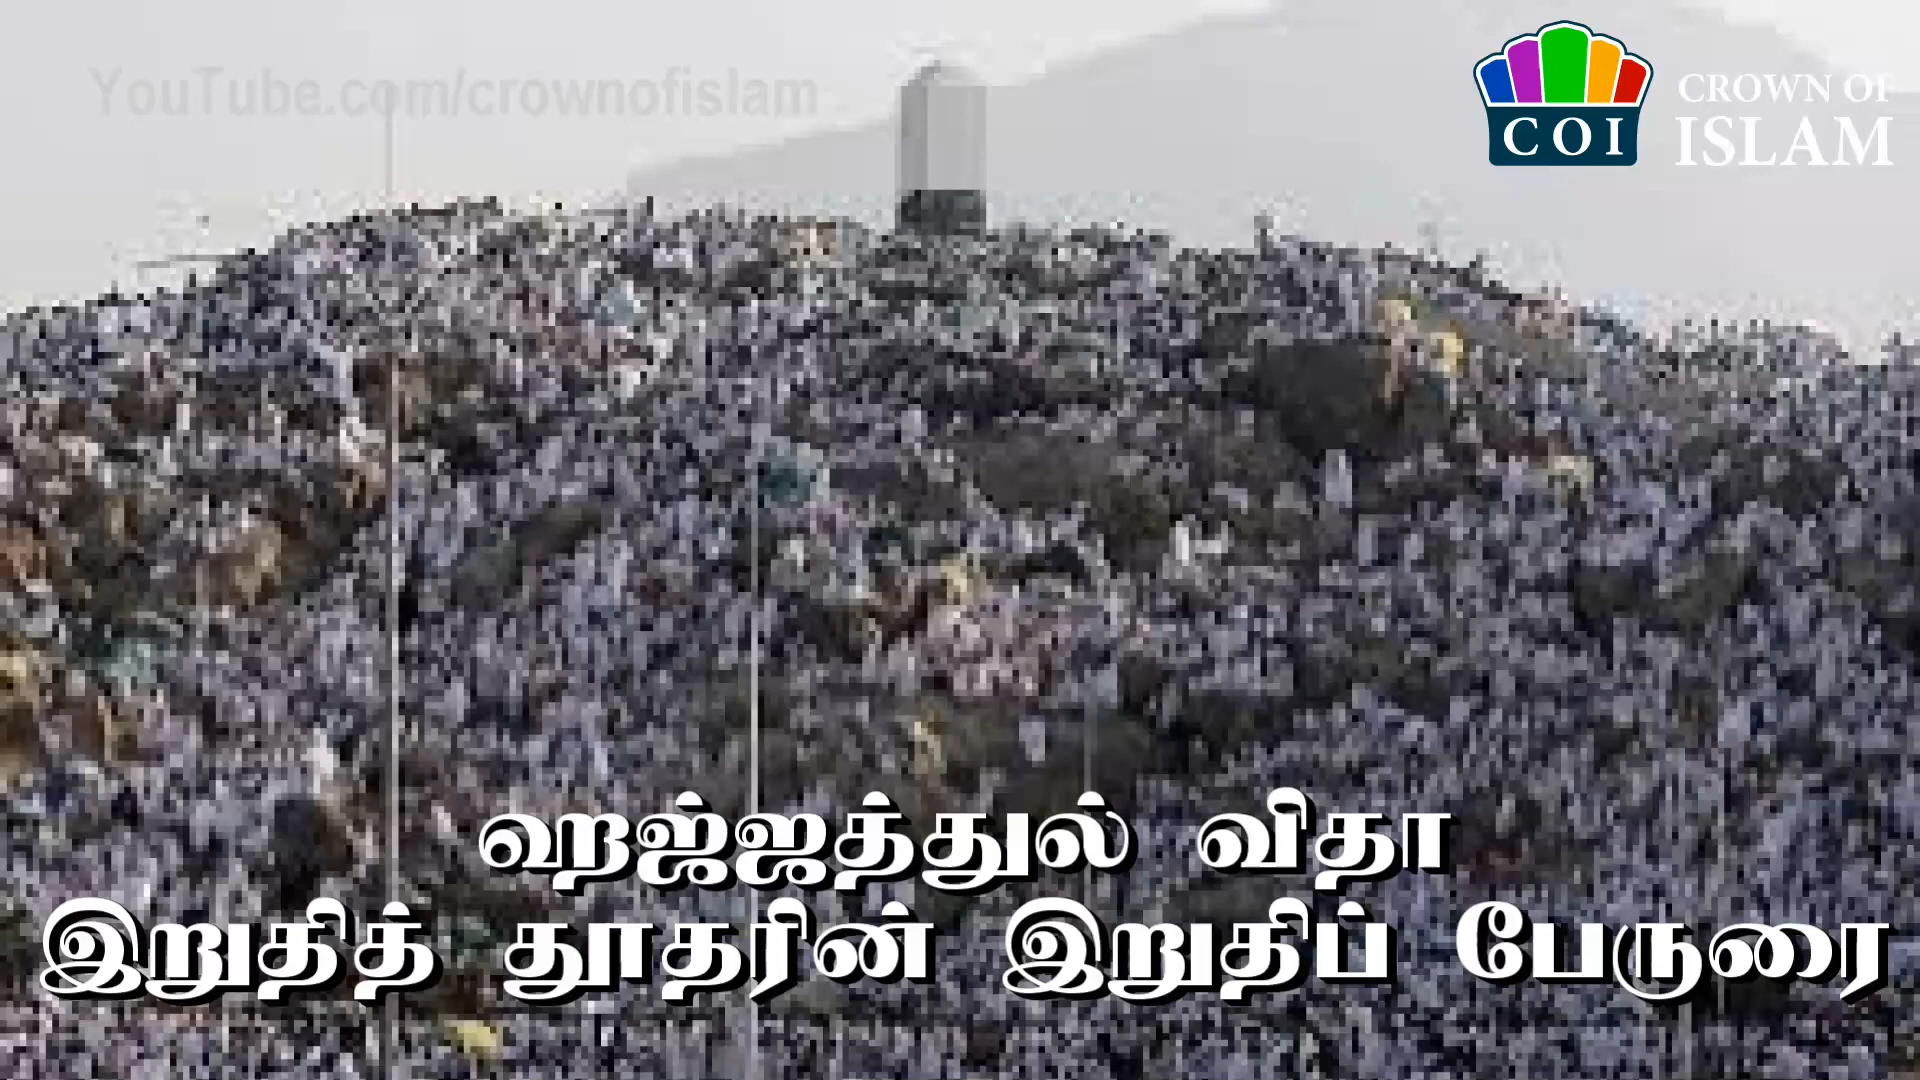 YouTube.com/crownofislam
COI
CROWN OF
ISLAM
ஹஜ்ஜத்துல் விதா
இறுதித் தூதரின் இறுதிப் பேருரை